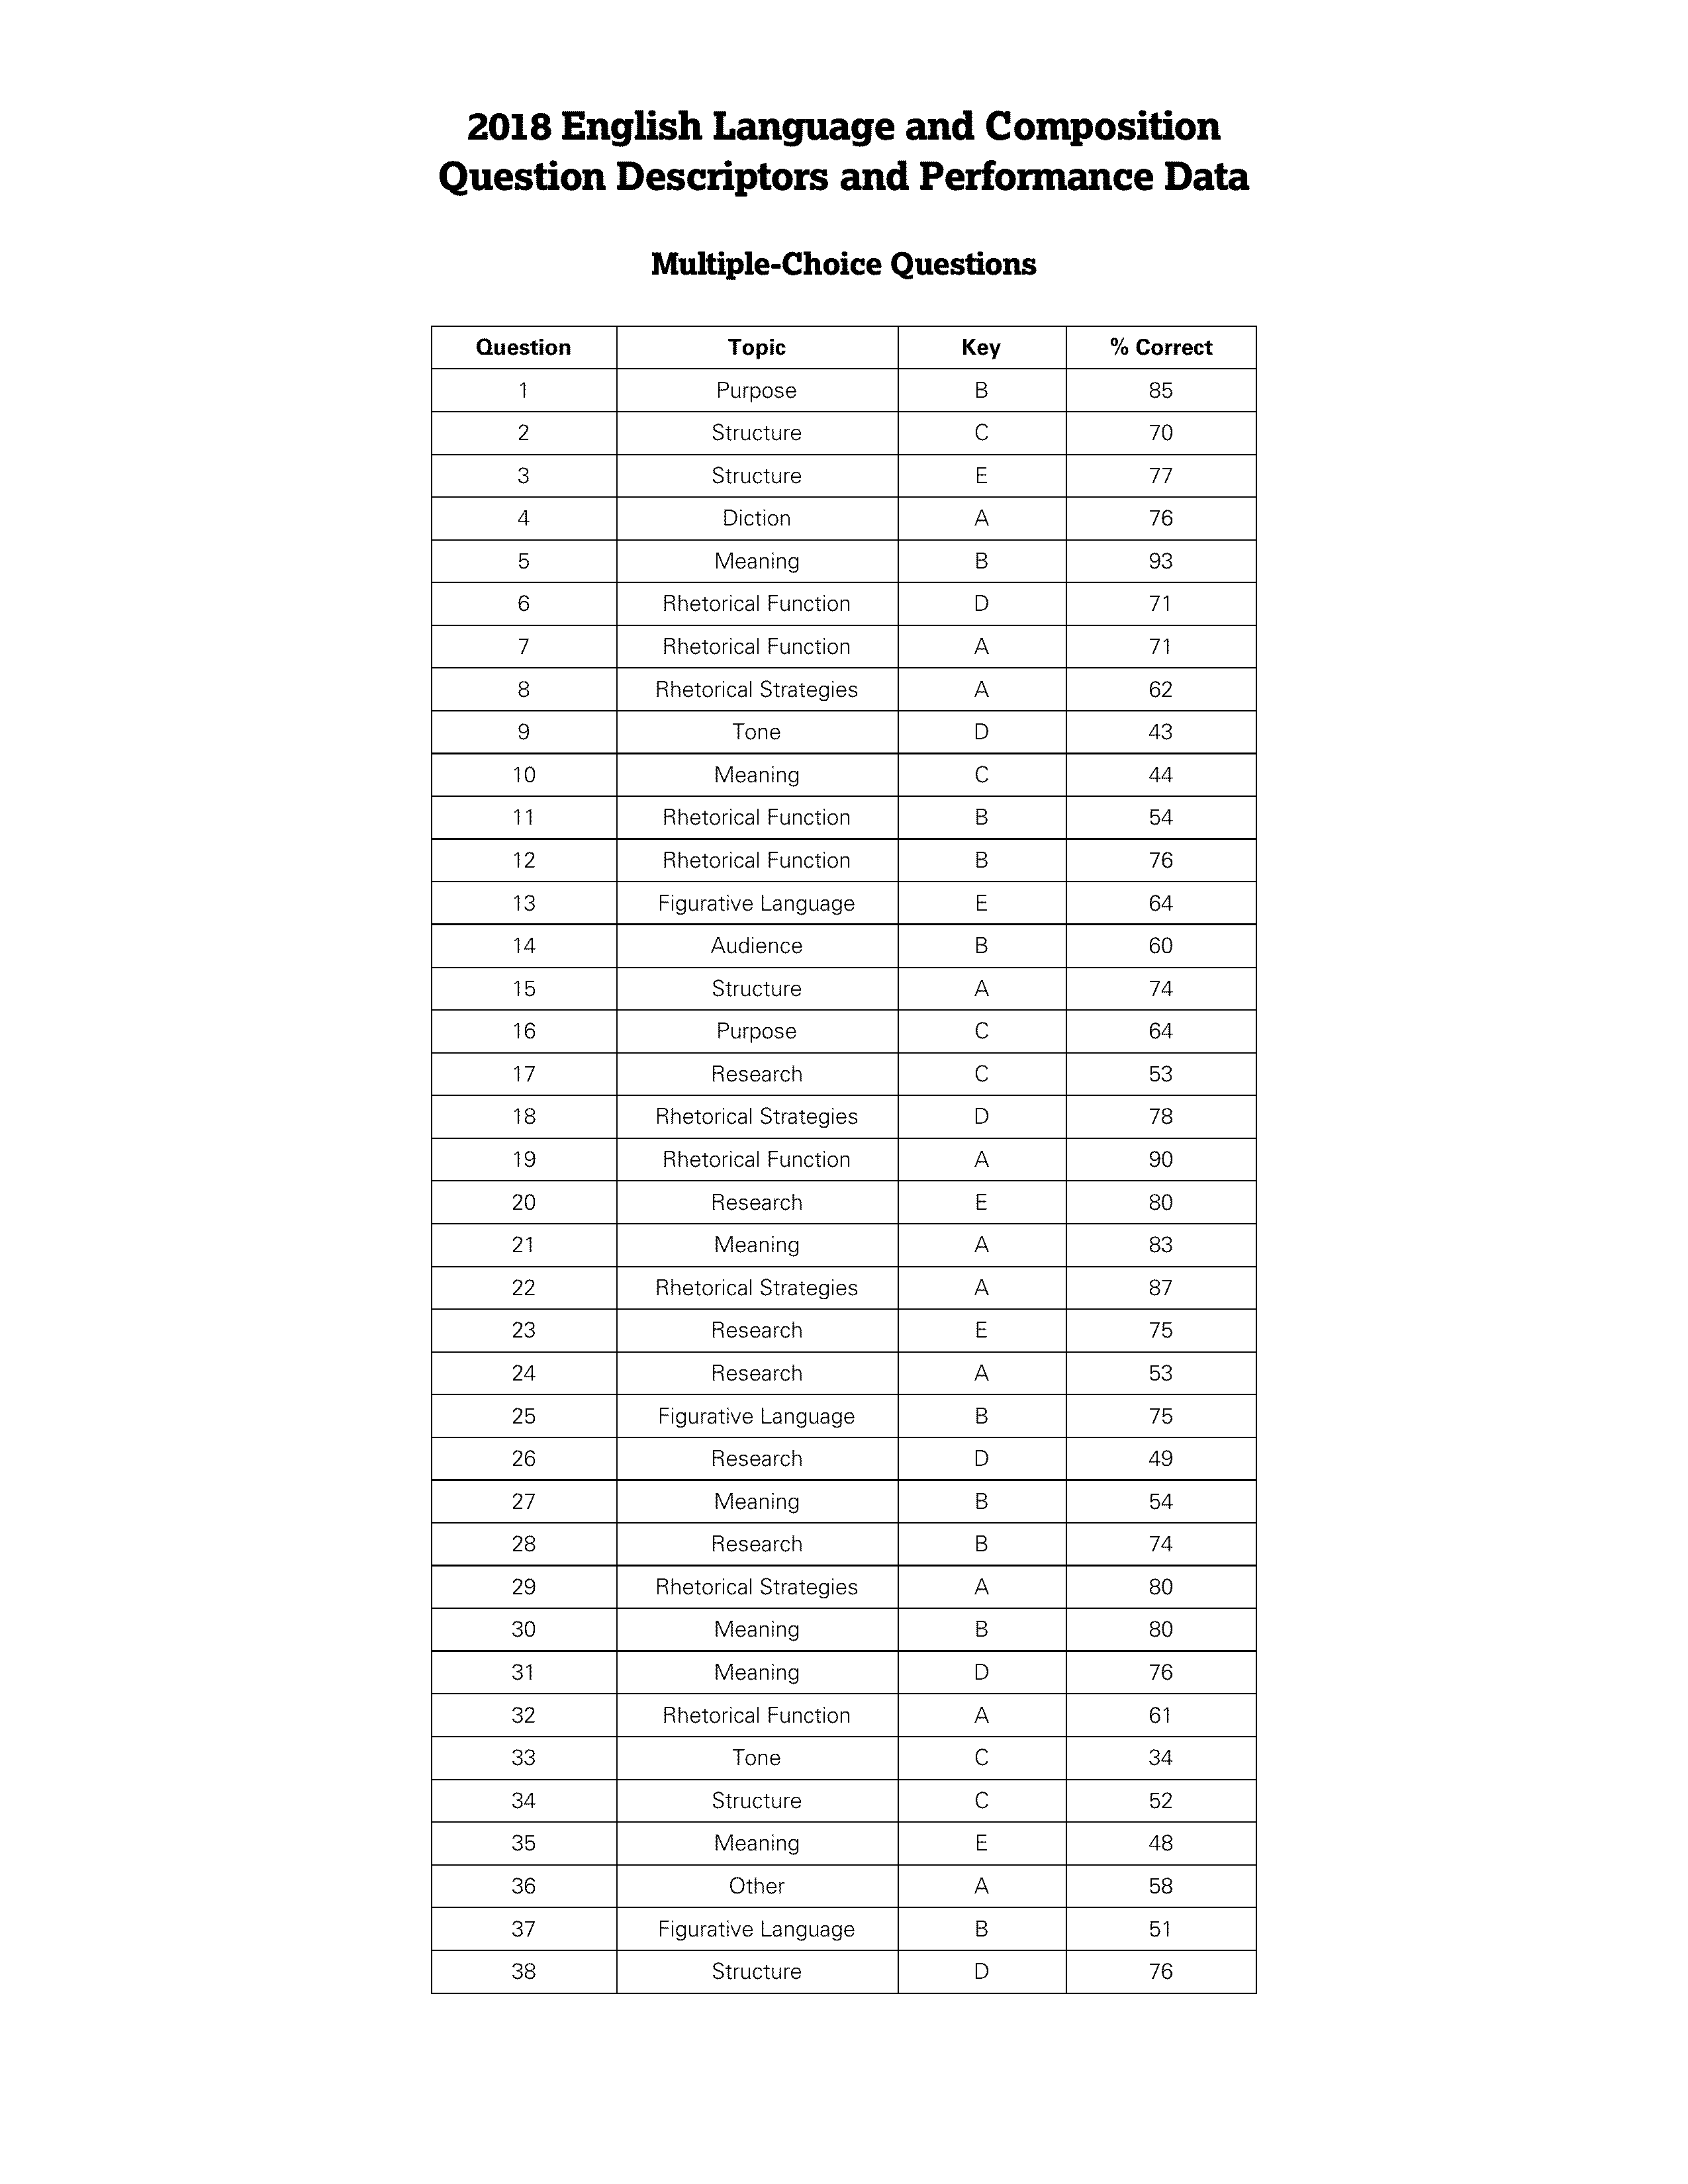 2018 English Language and Composition
Question Descriptors and Performance Data
Multiple-Choice Questions
Question Topic Key % Correct
1 Purpose B 85
2 Structure C 70
3 Structure E 77
4 Diction A 76
5 Meaning B 93
6 Rhetorical Function D 71
7 Rhetorical Function A 71
8 Rhetorical Strategies A 62
9 Tone D 43
10 Meaning C 44
11 Rhetorical Function B 54
12 Rhetorical Function B 76
13 Figurative Language E 64
14 Audience B 60
15 Structure A 74
16 Purpose C 64
17 Research C 53
18 Rhetorical Strategies D 78
19 Rhetorical Function A 90
20 Research E 80
21 Meaning A 83
22 Rhetorical Strategies A 87
23 Research E 75
24 Research A 53
25 Figurative Language B 75
26 Research D 49
27 Meaning B 54
28 Research B 74
29 Rhetorical Strategies A 80
30 Meaning B 80
31 Meaning D 76
32 Rhetorical Function A 61
33 Tone C 34
34 Structure C 52
35 Meaning E 48
36 Other A 58
37 Figurative Language B 51
38 Structure D 76